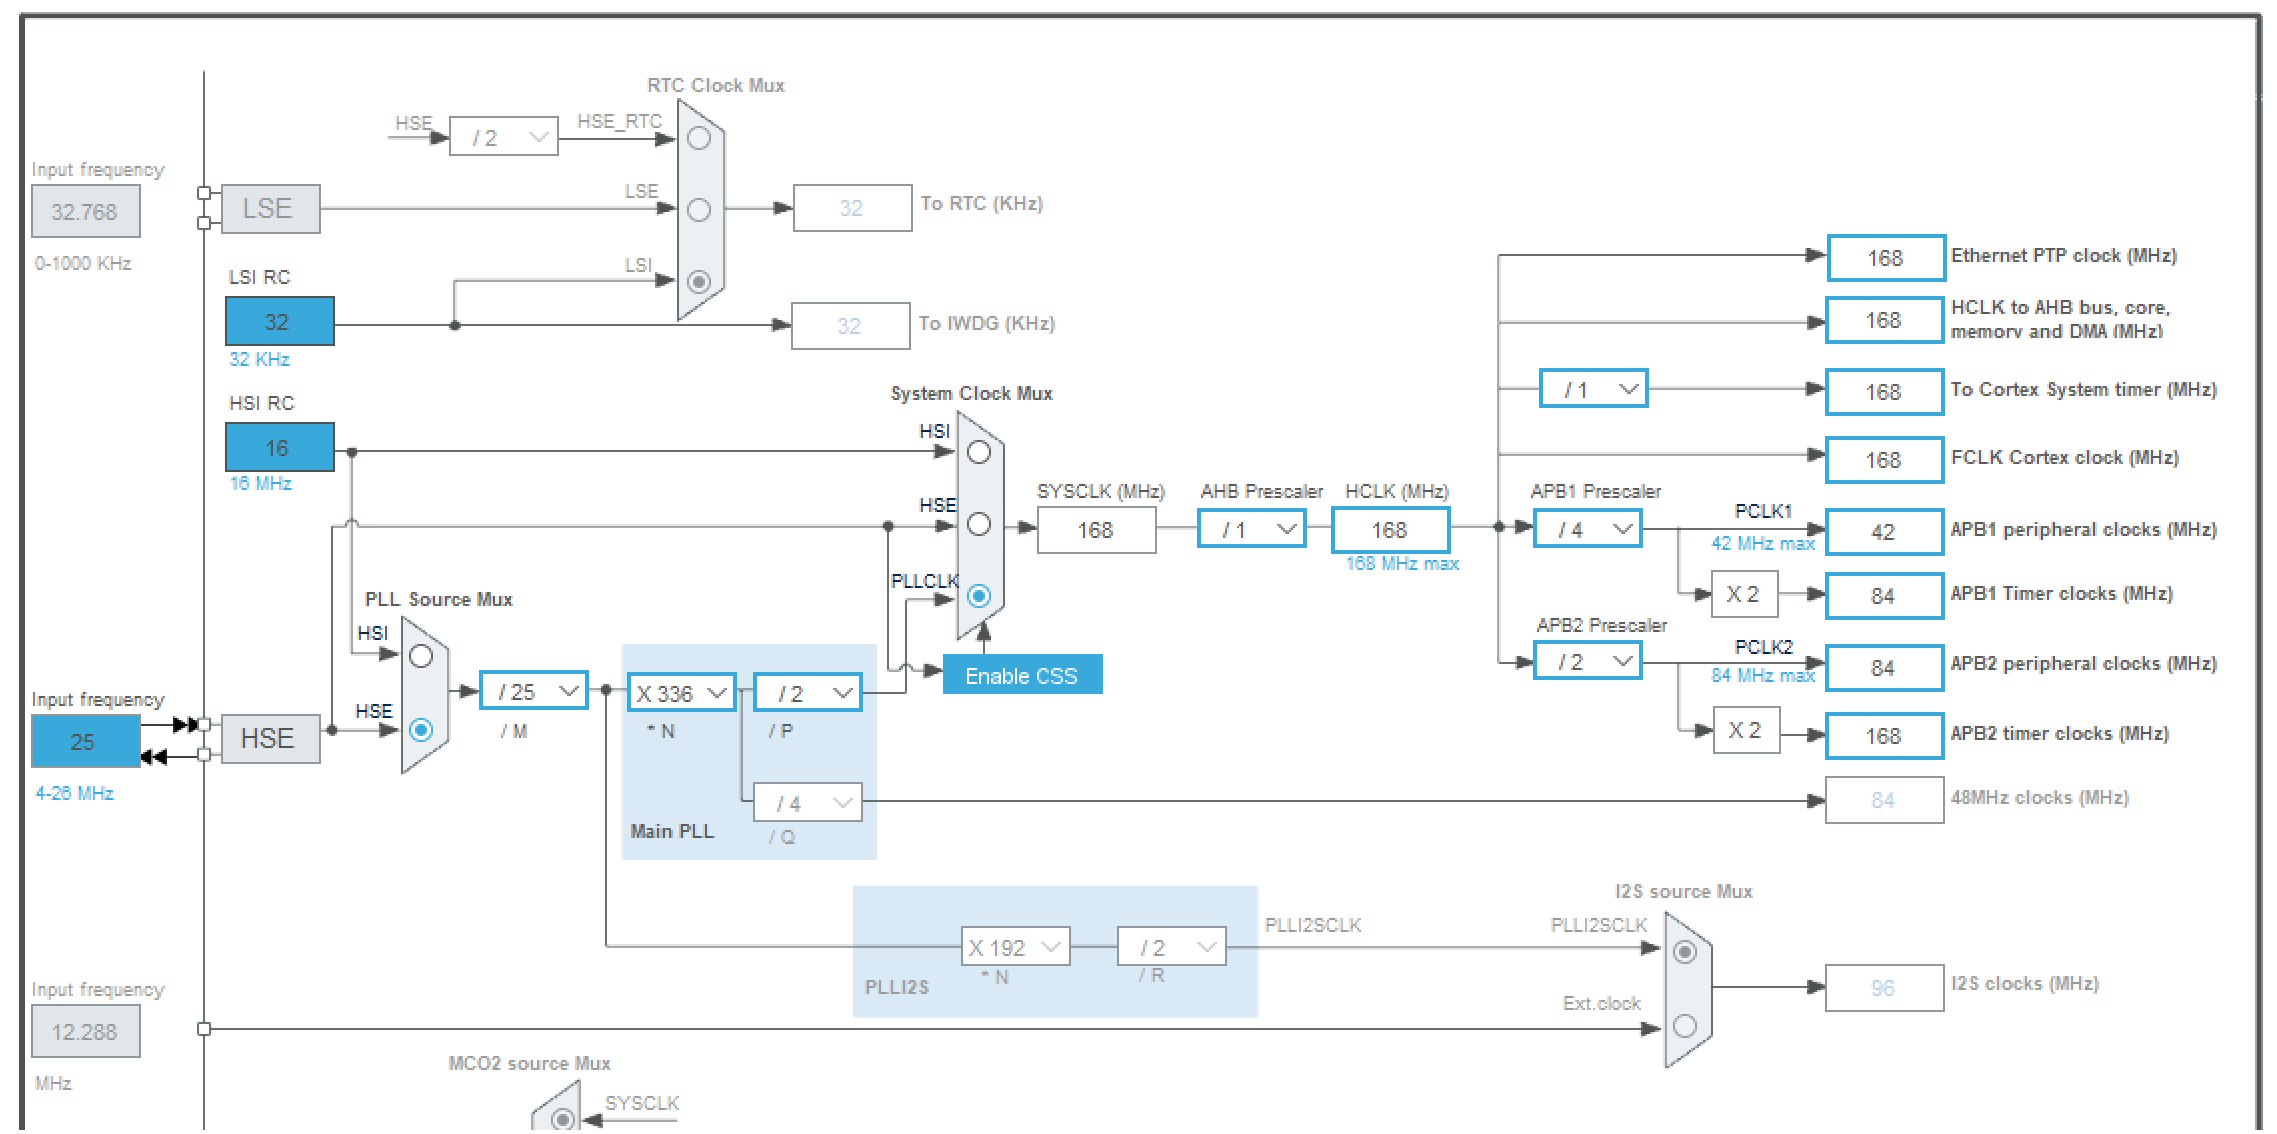 RTC Clock Mux
HSE
/ 2
HSE_RTC
Input frequency
32.768
0-1000 KHz
LSE
LSE
32
To RTC (KHz)
LSI RC
LSI
32
32 KHz
32
To IWDG (KHz)
HSI RC
16
16 MHz
System Clock Mux
HSI
HSE
PLLCLK
SYSCLK (MHz)
168
AHB Prescaler
/ 1
HCLK (MHz)
168
168 MHz max
168
Ethernet PTP clock (MHz)
168
HCLK to AHB bus, core,
memory and DMA (MHz)
/ 1
168
To Cortex System timer (MHz)
168
FCLK Cortex clock (MHz)
APB1 Prescaler
/ 4
PCLK1
42 MHz max
42
APB1 peripheral clocks (MHz)
X 2
84
APB1 Timer clocks (MHz)
APB2 Prescaler
/ 2
PCLK2
84 MHz max
84
APB2 peripheral clocks (MHz)
X 2
168
APB2 timer clocks (MHz)
84
48MHz clocks (MHz)
PLL Source Mux
HSI
HSE
Input frequency
25
4-26 MHz
HSE
/ 25
/ M
X 336
* N
/ 2
/ P
/ 4
/ Q
Main PLL
Enable CSS
PLLI2S
X 192
* N
/ 2
/ R
PLLI2SCLK
I2S source Mux
PLLI2SCLK
Ext.clock
96
I2S clocks (MHz)
Input frequency
12.288
MHz
MCO2 source Mux
SYSCLK